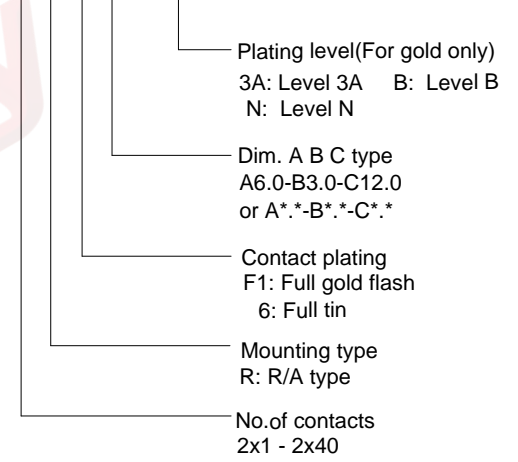 Plating level(For gold only)
3A: Level 3A B: Level B
N: Level N
Dim. A B C type
A6.0-B3.0-C12.0
or A*.*-B*.*-C*.*
Contact plating
F1: Full gold flash
6: Full tin
Mounting type
R: R/A type
No.of contacts
2x1 - 2x40